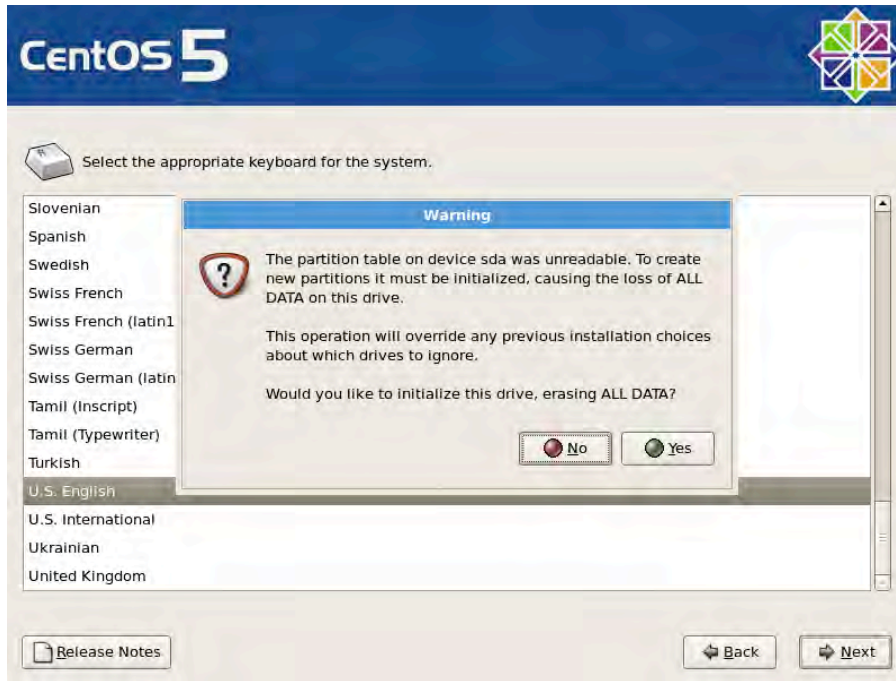 CentOS 5
Select the appropriate keyboard for the system.
Slovenian
Spanish
Swedish
Swiss French
Swiss French (latin1
Swiss German
Swiss German (latin
Tamil (Inscript)
Tamil (Typewriter)
Turkish
U.S. English
U.S. International
Ukrainian
United Kingdom
Warning
The partition table on device sda was unreadable. To create
new partitions it must be initialized, causing the loss of ALL
DATA on this drive.
This operation will override any previous installation choices
about which drives to ignore.
Would you like to initialize this drive, erasing ALL DATA?
No
Yes
Release Notes
Back
Next